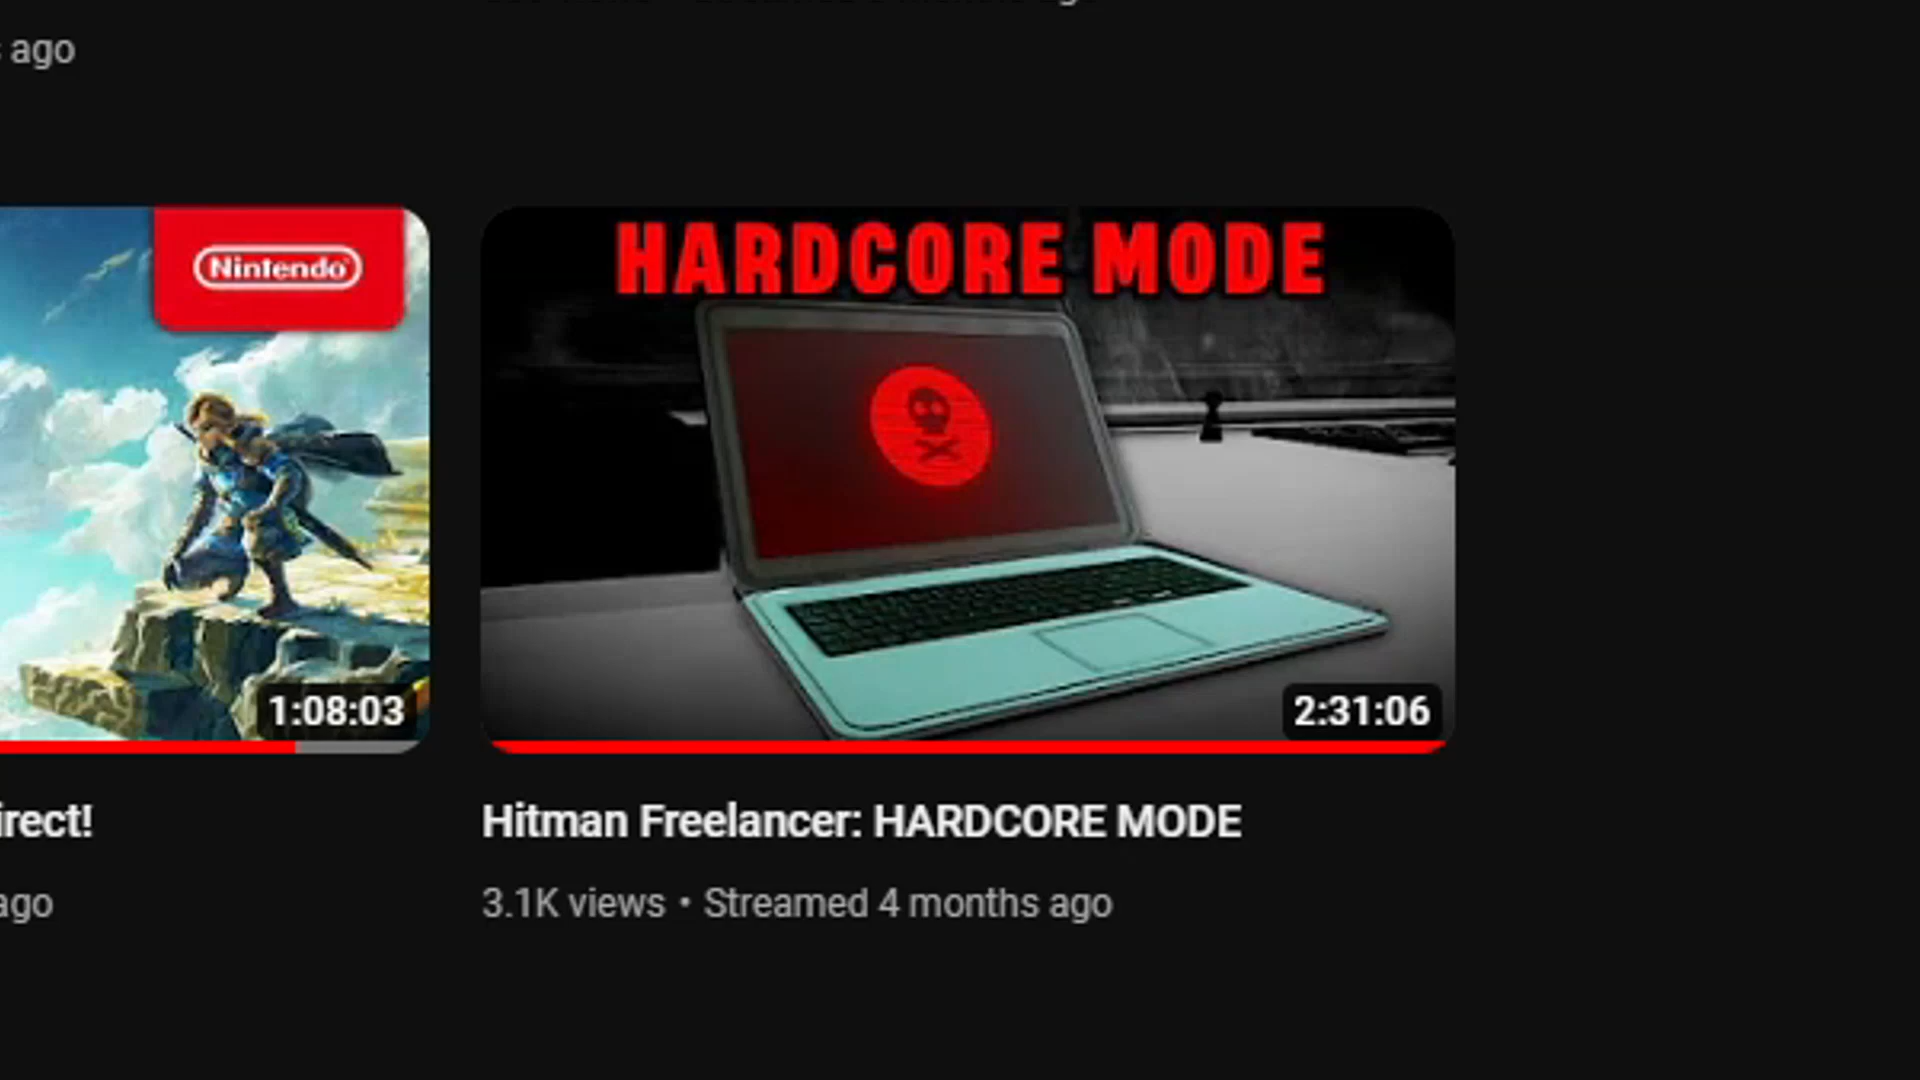 ago
Nintendo
1:08:03
HARDCORE MODE
2:31:06
irect!
ago
Hitman Freelancer: HARDCORE MODE
3.1K views • Streamed 4 months ago